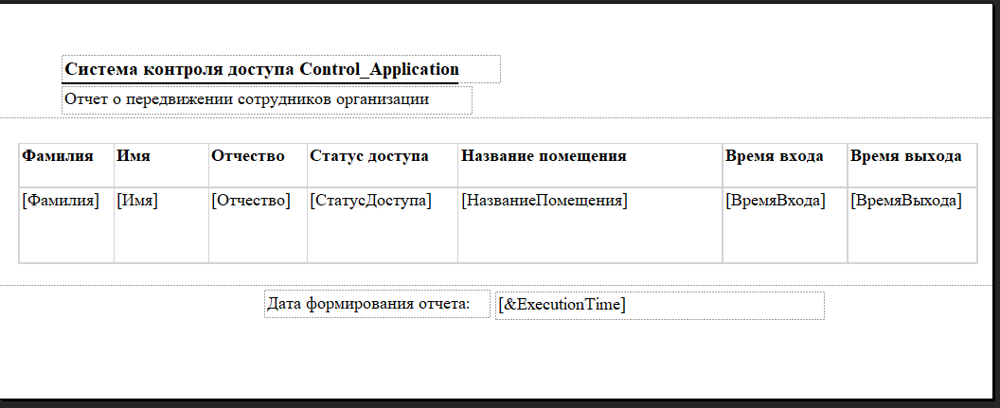 Система контроля доступа Control_Application
Отчет о передвижении сотрудников организации
Фамилия Имя Отчество Статус доступа Название помещения Время входа Время выхода
[Фамилия] [Имя] [Отчество] [СтатусДоступа] [НазваниеПомещения] [ВремяВхода] [ВремяВыхода]
Дата формирования отчета: [&ExecutionTime]